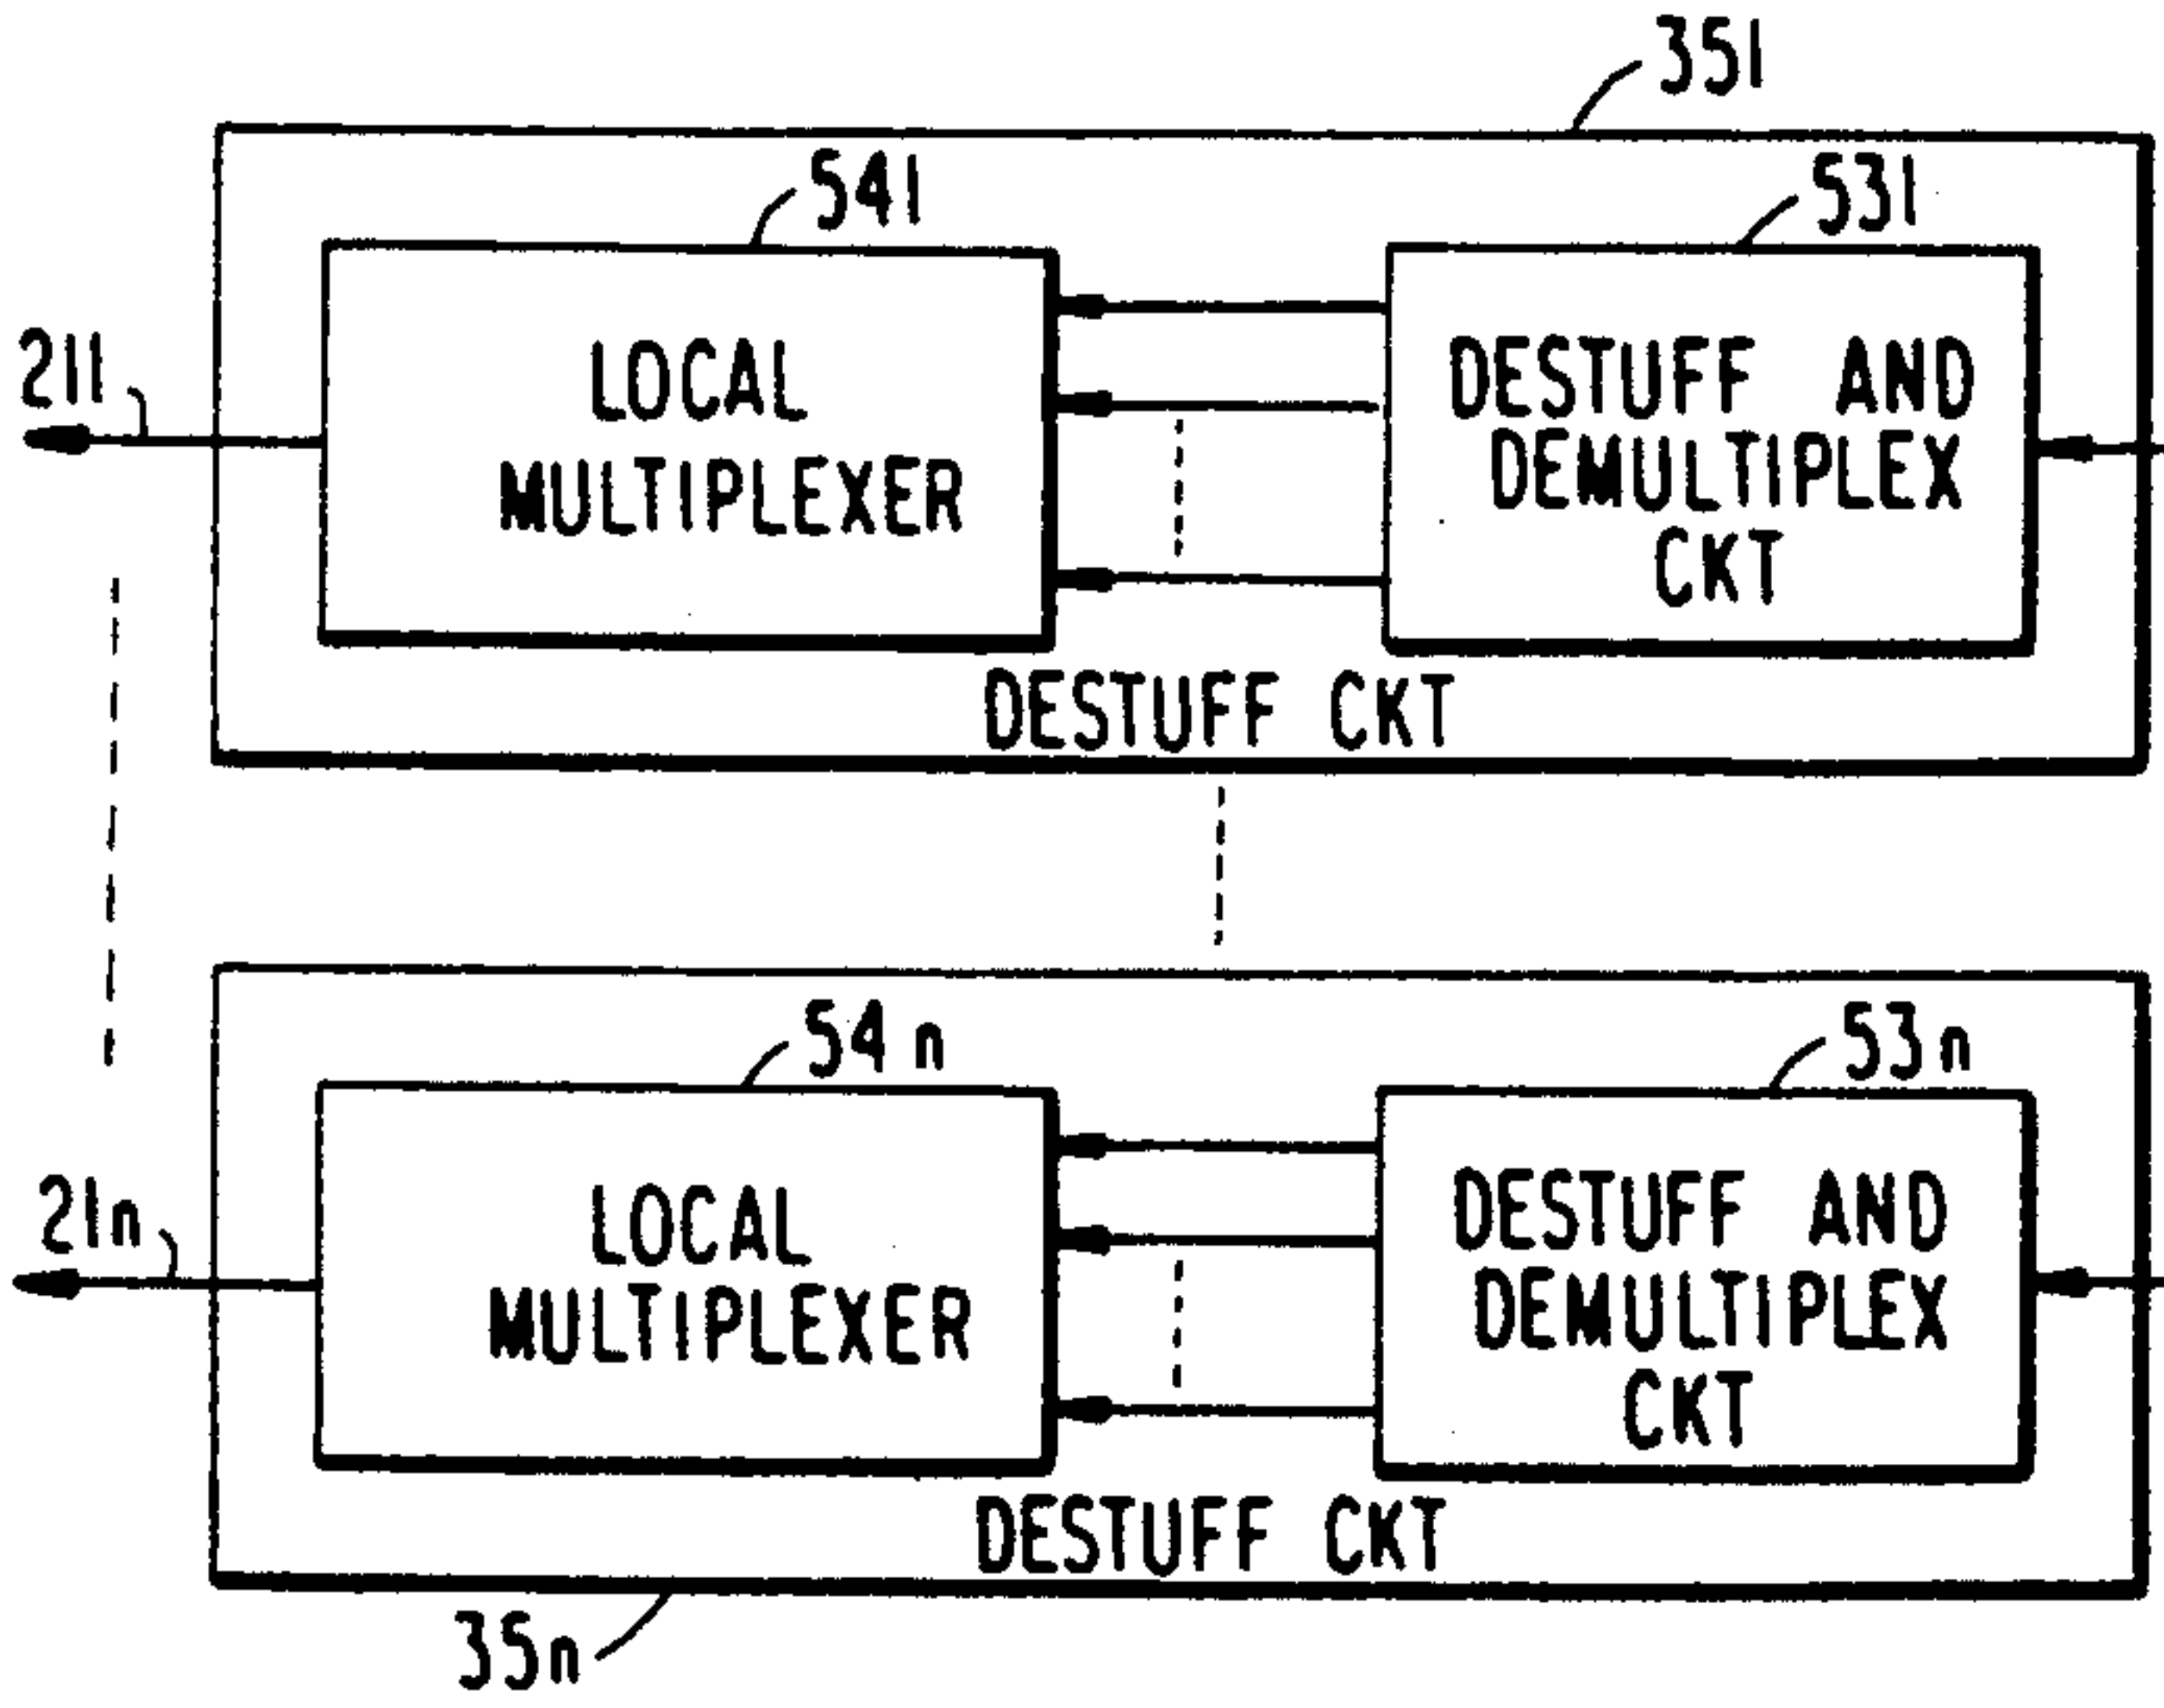 351
541
531
211
LOCAL
MULTIPLEXER
DESTUFF AND
DEMULTIPLEX
CKT
DESTUFF CKT
54n
53n
21n
LOCAL
MULTIPLEXER
DESTUFF AND
DEMULTIPLEX
CKT
DESTUFF CKT
35n